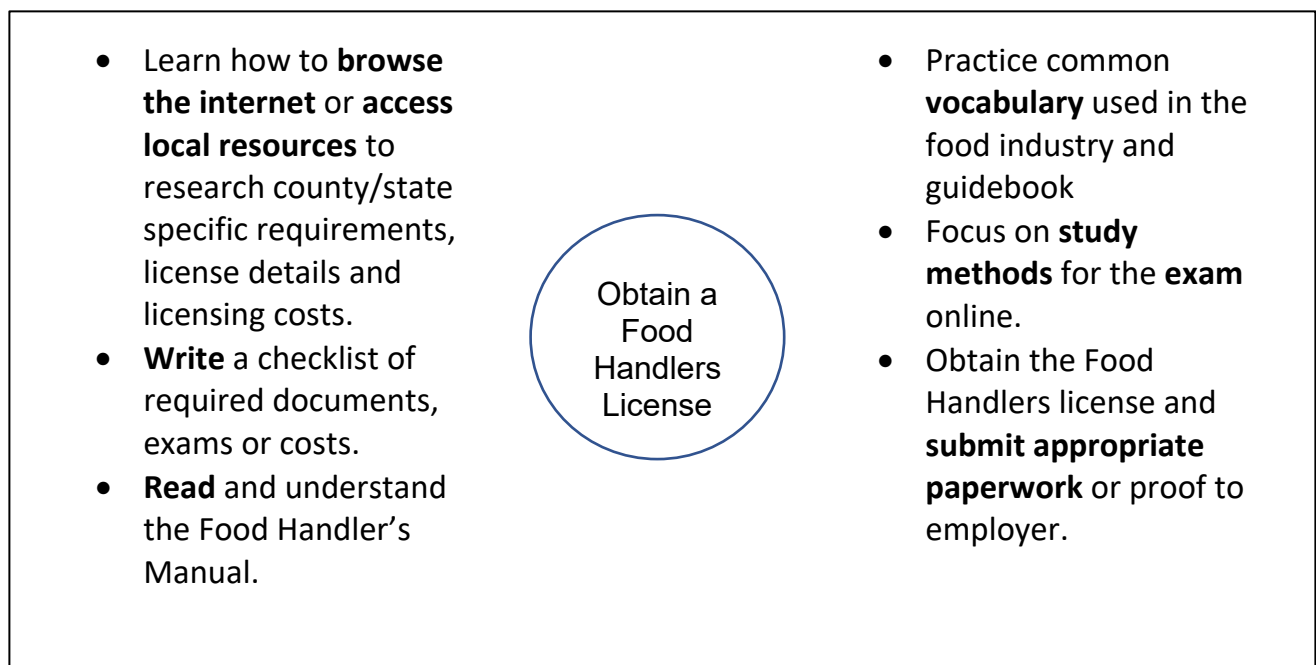 • Learn how to browse
the internet or access
local resources to
research county/state
specific requirements,
license details and
licensing costs.
• Write a checklist of
required documents,
exams or costs.
• Read and understand
the Food Handler’s
Manual.
Obtain a
Food
Handlers
License
• Practice common
vocabulary used in the
food industry and
guidebook
• Focus on study
methods for the exam
online.
• Obtain the Food
Handlers license and
submit appropriate
paperwork or proof to
employer.